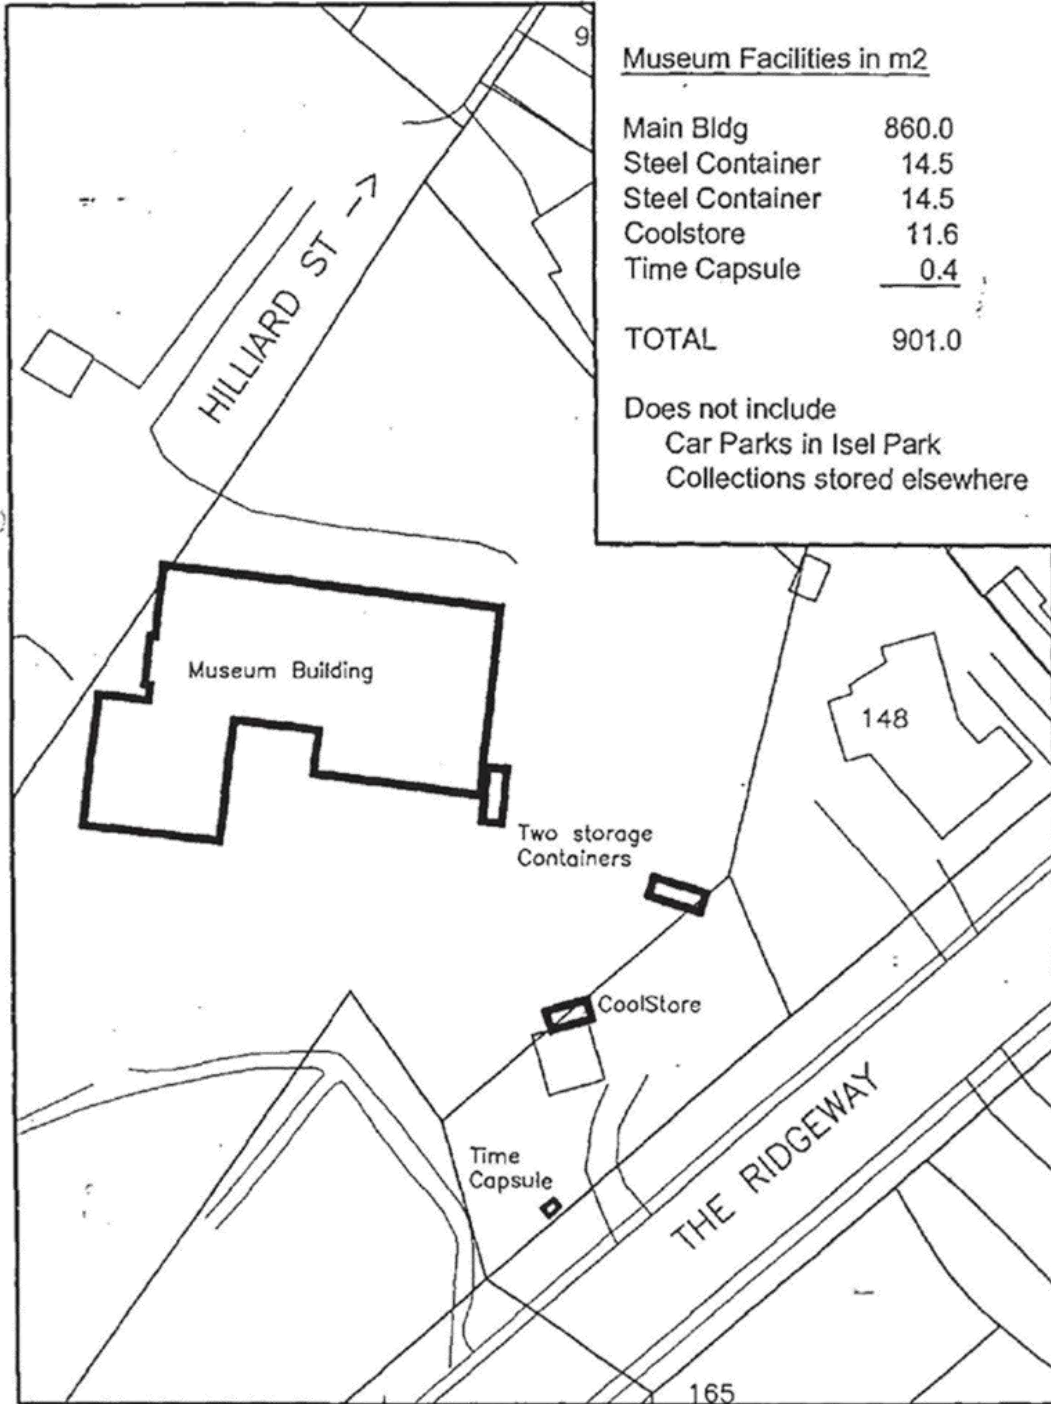 Museum Facilities in m2
Main Bldg 860.0
Steel Container 14.5
Steel Container 14.5
Coolstore 11.6
Time Capsule 0.4
TOTAL 901.0
Does not include
Car Parks in Isel Park
Collections stored elsewhere
9
HILLIARD ST -->
Museum Building
148
Two storage
Containers
CoolStore
Time
Capsule
THE RIDGEWAY
165